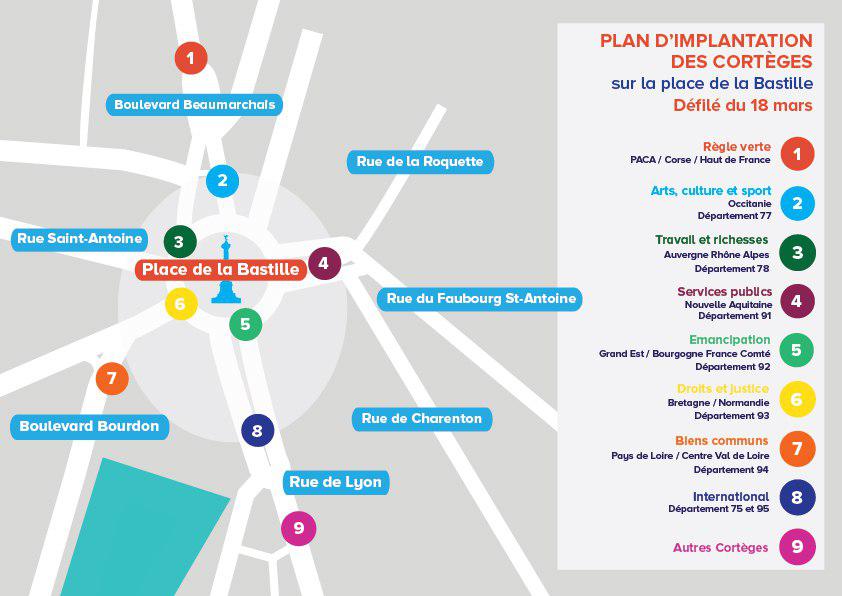 1
Boulevard Beaumarchais
2
Rue de la Roquette
Rue Saint-Antoine
3
Place de la Bastille
4
6
5
Rue du Faubourg St-Antoine
7
Boulevard Bourdon
8
Rue de Charenton
Rue de Lyon
9
PLAN D'IMPLANTATION
DES CORTÈGES
sur la place de la Bastille
Défilé du 18 mars
Règle verte
PACA / Corse / Haut de France
1
Arts, culture et sport
Occitanie
Département 77
2
Travail et richesses
Auvergne Rhône Alpes
Département 78
3
Services publics
Nouvelle Aquitaine
Département 91
4
Emancipation
Grand Est / Bourgogne France Comté
Département 92
5
Droits et justice
Bretagne / Normandie
Département 93
6
Biens communs
Pays de Loire / Centre Val de Loire
Département 94
7
International
Département 75 et 95
8
Autres Cortèges
9